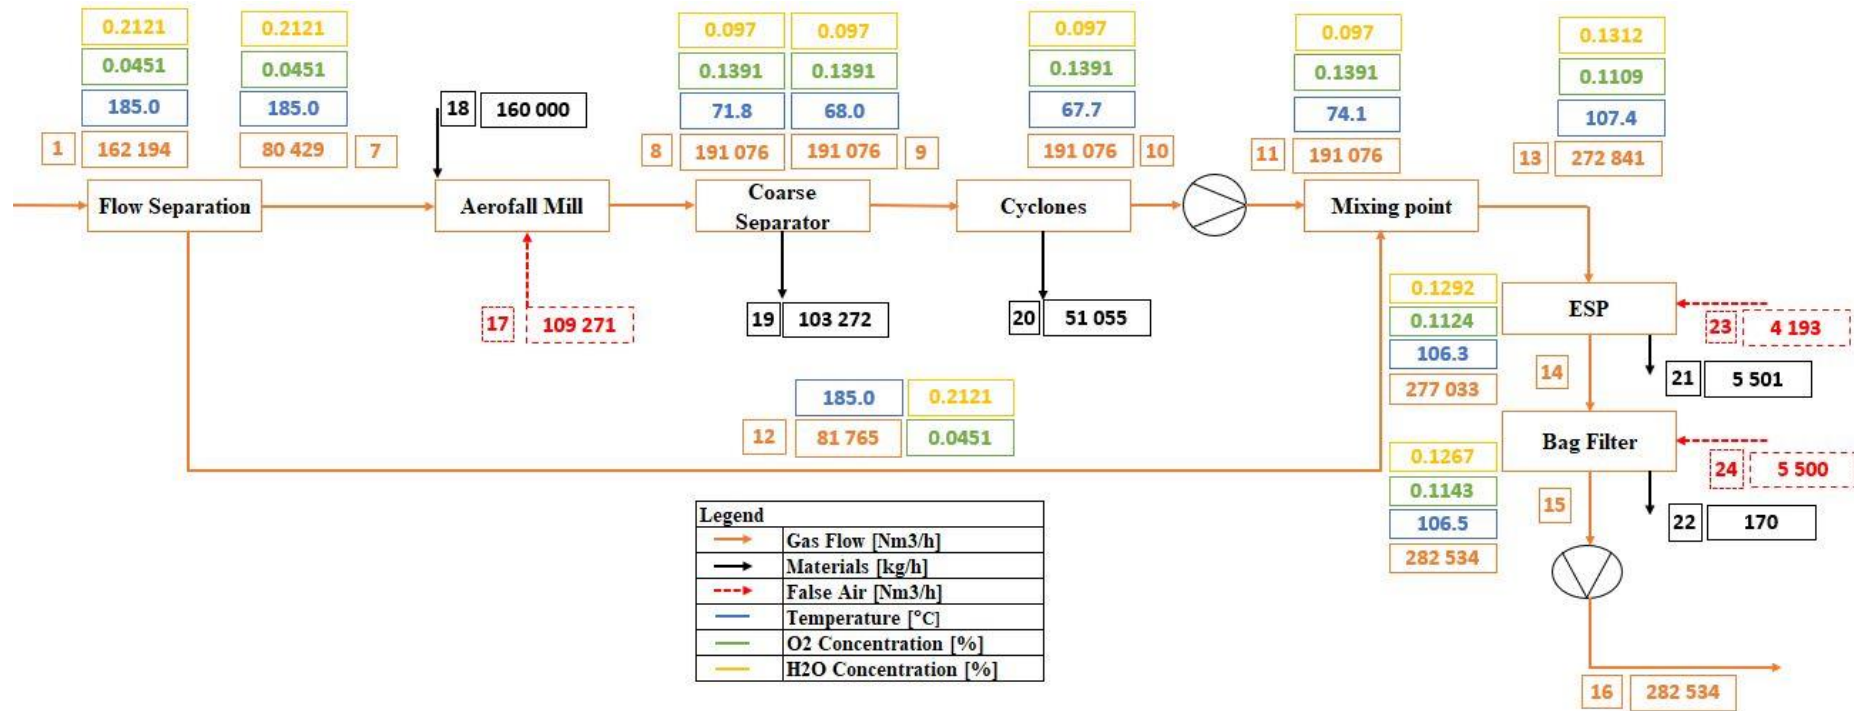 0.2121 0.2121 0.097 0.097 0.097 0.097 0.1312
0.0451 0.0451 0.1391 0.1391 0.1391 0.1391 0.1109
185.0 185.0 18 160 000 71.8 68.0 67.7 74.1 107.4
1 162 194 80 429 7 8 191 076 191 076 9 191 076 10 11 191 076 13 272 841
Flow Separation
Aerofall Mill
Coarse
Separator
Cyclones
Mixing point
17 109 271
19 103 272
20 51 055
0.1292
0.1124
106.3
277 033
ESP
23 4 193
14
21 5 501
185.0 0.2121
12 81 765 0.0451
Bag Filter
24 5 500
0.1267
0.1143
106.5
282 534
15
22 170
Legend
Gas Flow [Nm3/h]
Materials [kg/h]
False Air [Nm3/h]
Temperature [°C]
O2 Concentration [%]
H2O Concentration [%]
16 282 534